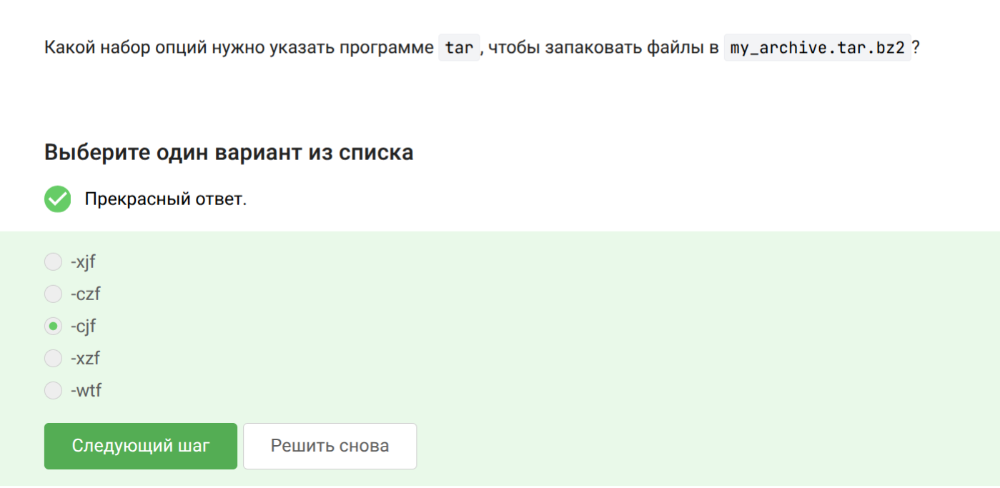 Какой набор опций нужно указать программе tar, чтобы запаковать файлы в my_archive.tar.bz2?
Выберите один вариант из списка
Прекрасный ответ.
-xjf
-czf
-cjf
-xzf
-wtf
Следующий шаг Решить снова